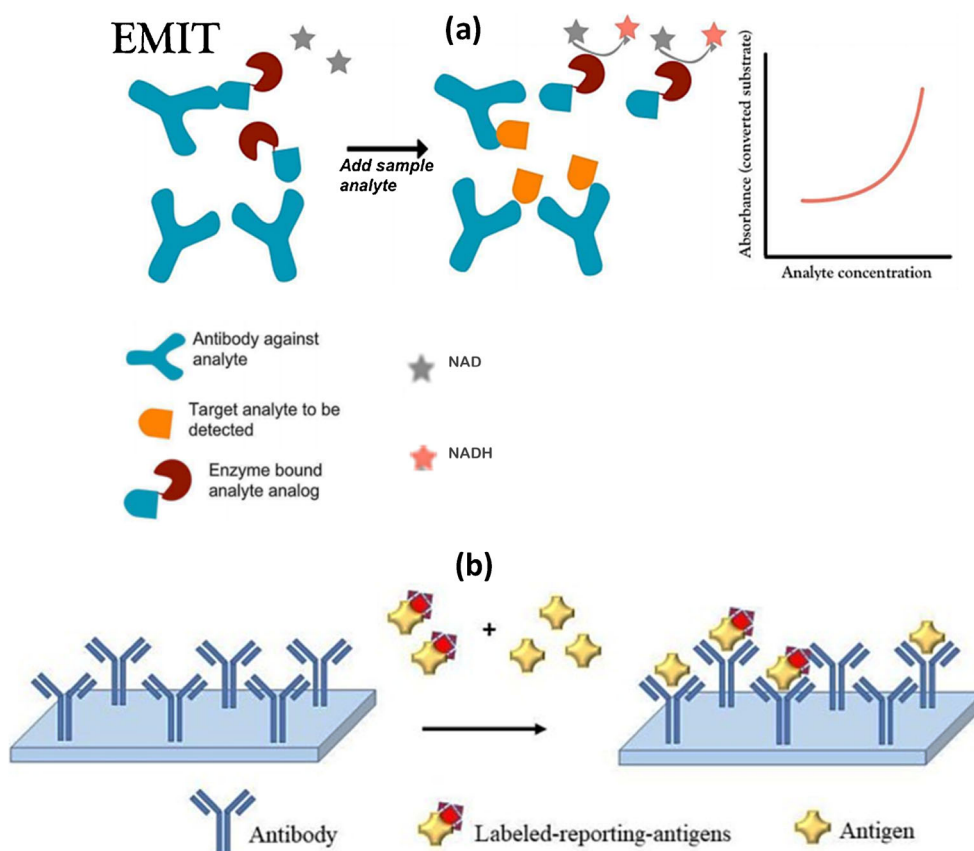 EMIT
(a)
Add sample
analyte
Absorbance (converted substrate)
Analyte concentration
Antibody against
analyte
NAD
Target analyte to be
detected
NADH
Enzyme bound
analyte analog
(b)
+
Antibody
Labeled-reporting-antigens
Antigen